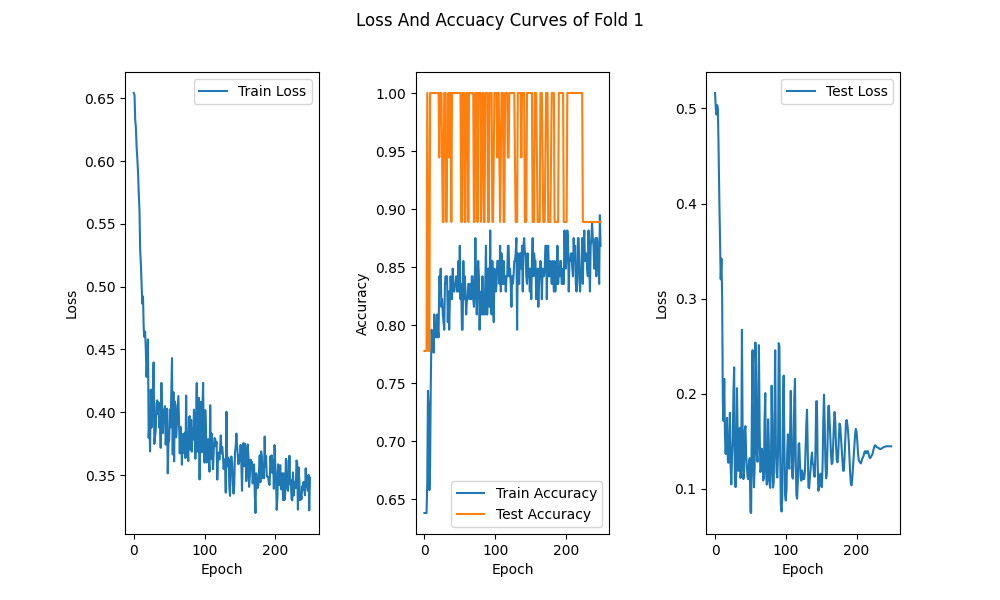 Loss And Accuacy Curves of Fold 1
Loss
0.65
0.60
0.55
0.50
0.45
0.40
0.35
Train Loss
0 100 200
Epoch
Accuracy
1.00
0.95
0.90
0.85
0.80
0.75
0.70
0.65
Train Accuracy
Test Accuracy
0 100 200
Epoch
Loss
0.5
0.4
0.3
0.2
0.1
Test Loss
0 100 200
Epoch